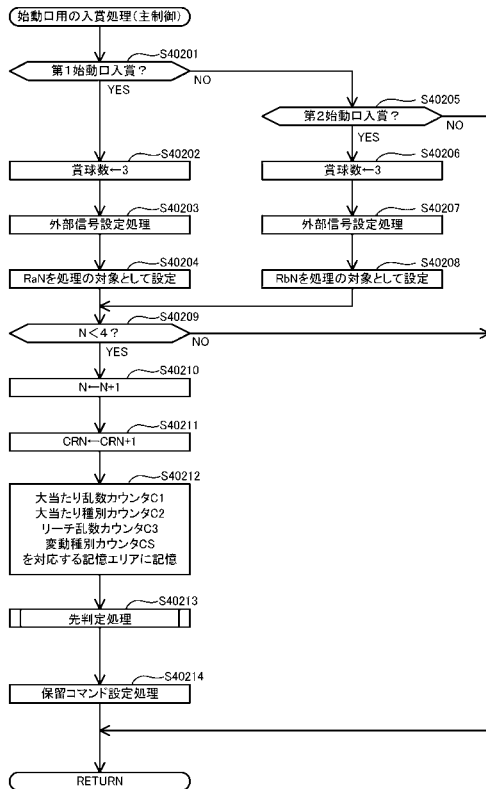 始動口用の入賞処理(主制御)
S40201
第1始動口入賞?
NO
YES
S40205
第2始動口入賞?
NO
YES
S40202
賞球数←3
S40206
賞球数←3
S40203
外部信号設定処理
S40207
外部信号設定処理
S40204
RaNを処理の対象として設定
S40208
RbNを処理の対象として設定
S40209
N<4?
NO
YES
S40210
N←N+1
S40211
CRN←CRN+1
S40212
大当たり乱数カウンタC1
大当たり種別カウンタC2
リーチ乱数カウンタC3
変動種別カウンタCS
を対応する記憶エリアに記憶
S40213
先判定処理
S40214
保留コマンド設定処理
RETURN